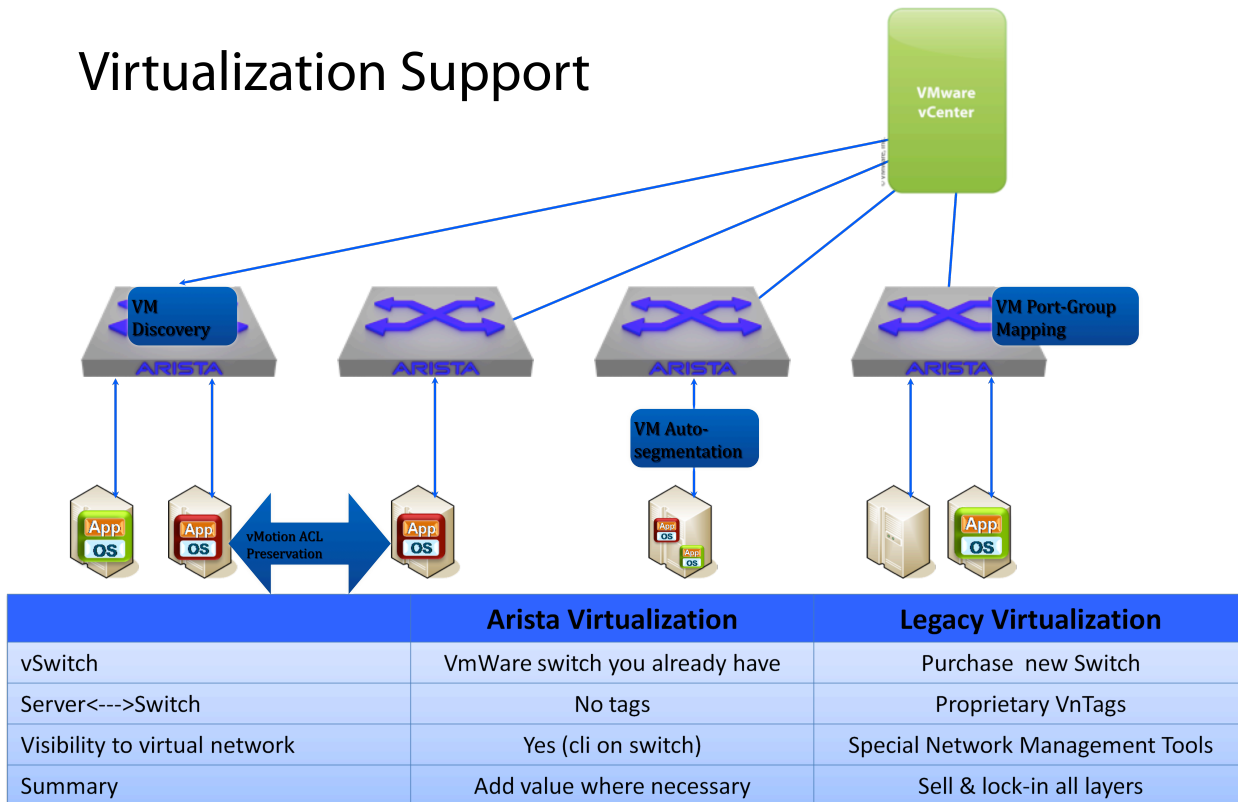 Virtualization Support
VMware
vCenter
VM
Discovery
VM Port-Group
Mapping
ARISTA
ARISTA
ARISTA
ARISTA
VM Auto-
segmentation
App
OS
App
OS
vMotion ACL
Preservation
App
OS
App
OS
App
OS
App
OS
Arista Virtualization
Legacy Virtualization
vSwitch
VmWare switch you already have
Purchase new Switch
Server<--->Switch
No tags
Proprietary VnTags
Visibility to virtual network
Yes (cli on switch)
Special Network Management Tools
Summary
Add value where necessary
Sell & lock-in all layers